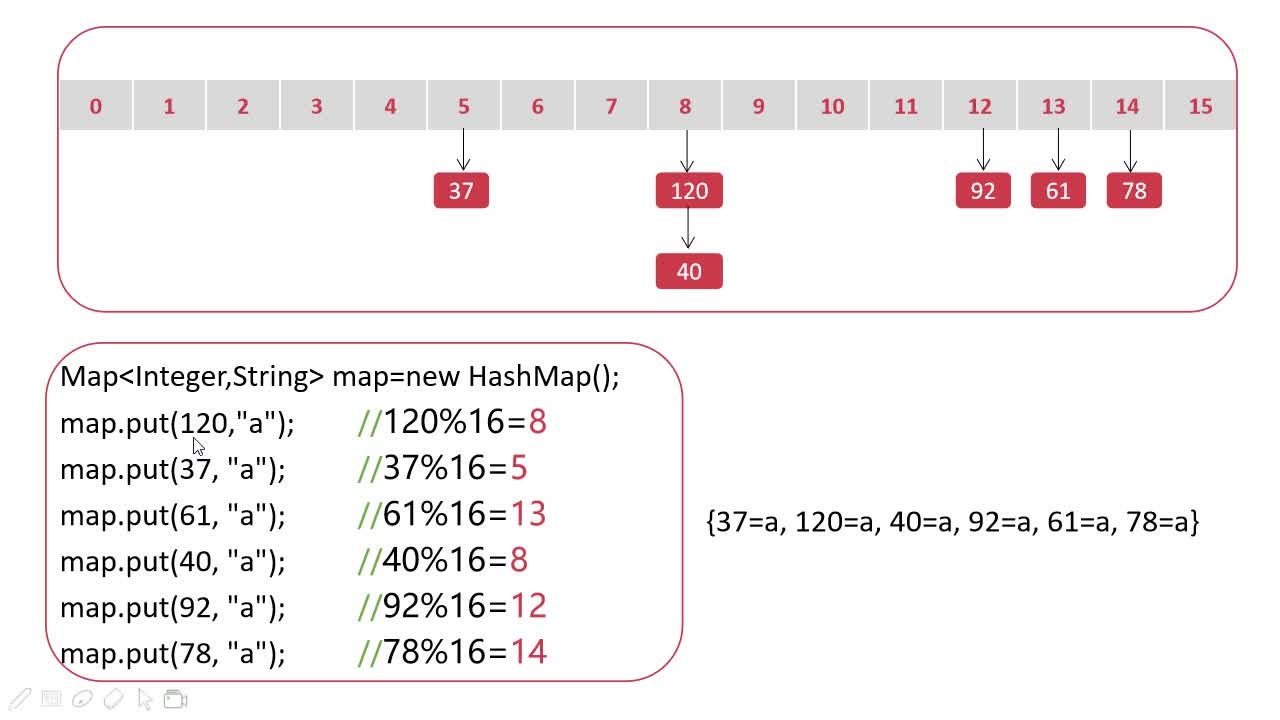 0 1 2 3 4 5 6 7 8 9 10 11 12 13 14 15
37 120 92 61 78
40
Map<Integer,String> map=new HashMap();
map.put(120,"a"); //120%16=8
map.put(37, "a"); //37%16=5
map.put(61, "a"); //61%16=13
{37=a, 120=a, 40=a, 92=a, 61=a, 78=a}
map.put(40, "a"); //40%16=8
map.put(92, "a"); //92%16=12
map.put(78, "a"); //78%16=14